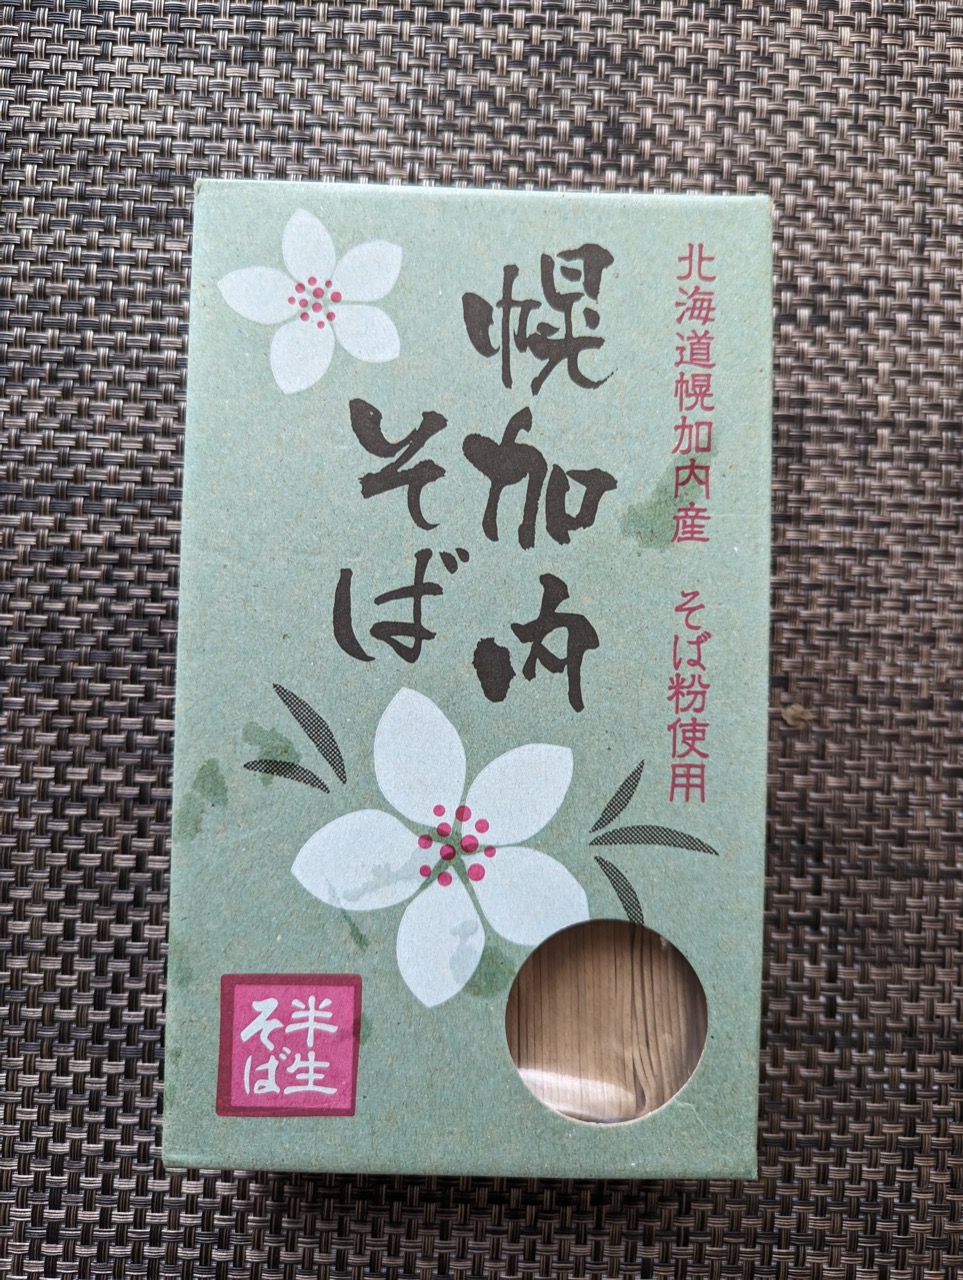 北海道幌加内産　そば粉使用
幌加内
そば
半生
そば